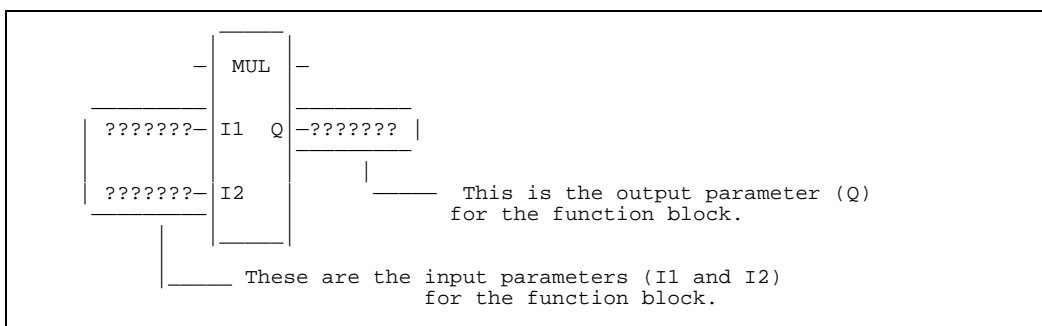 MUL
??????? I1 Q ???????
??????? I2
This is the output parameter (Q)
for the function block.
These are the input parameters (I1 and I2)
for the function block.